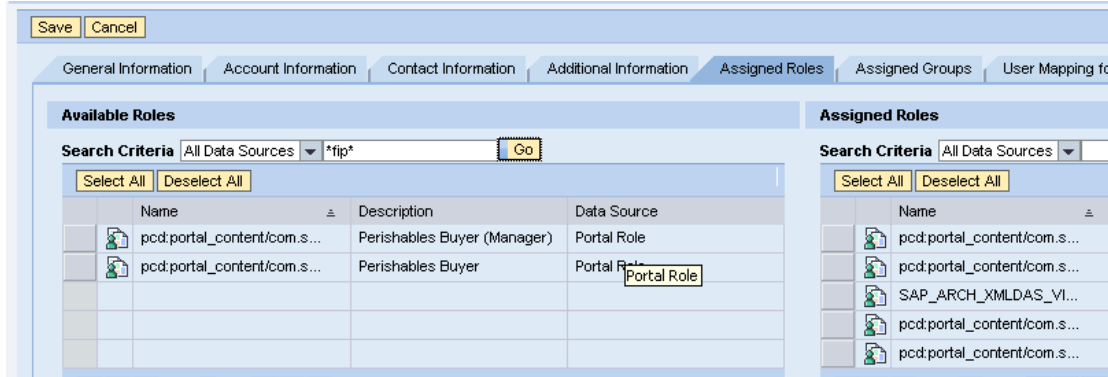 Save Cancel
General Information Account Information Contact Information Additional Information Assigned Roles Assigned Groups User Mapping fo
Available Roles
Search Criteria All Data Sources *fip* Go
Select All Deselect All
Name Description Data Source
pcd:portal_content/com.s... Perishables Buyer (Manager) Portal Role
pcd:portal_content/com.s... Perishables Buyer Portal Role
Portal Role
Assigned Roles
Search Criteria All Data Sources
Select All Deselect All
Name
pcd:portal_content/com.s...
pcd:portal_content/com.s...
SAP_ARCH_XMLDAS_VI...
pcd:portal_content/com.s...
pcd:portal_content/com.s...